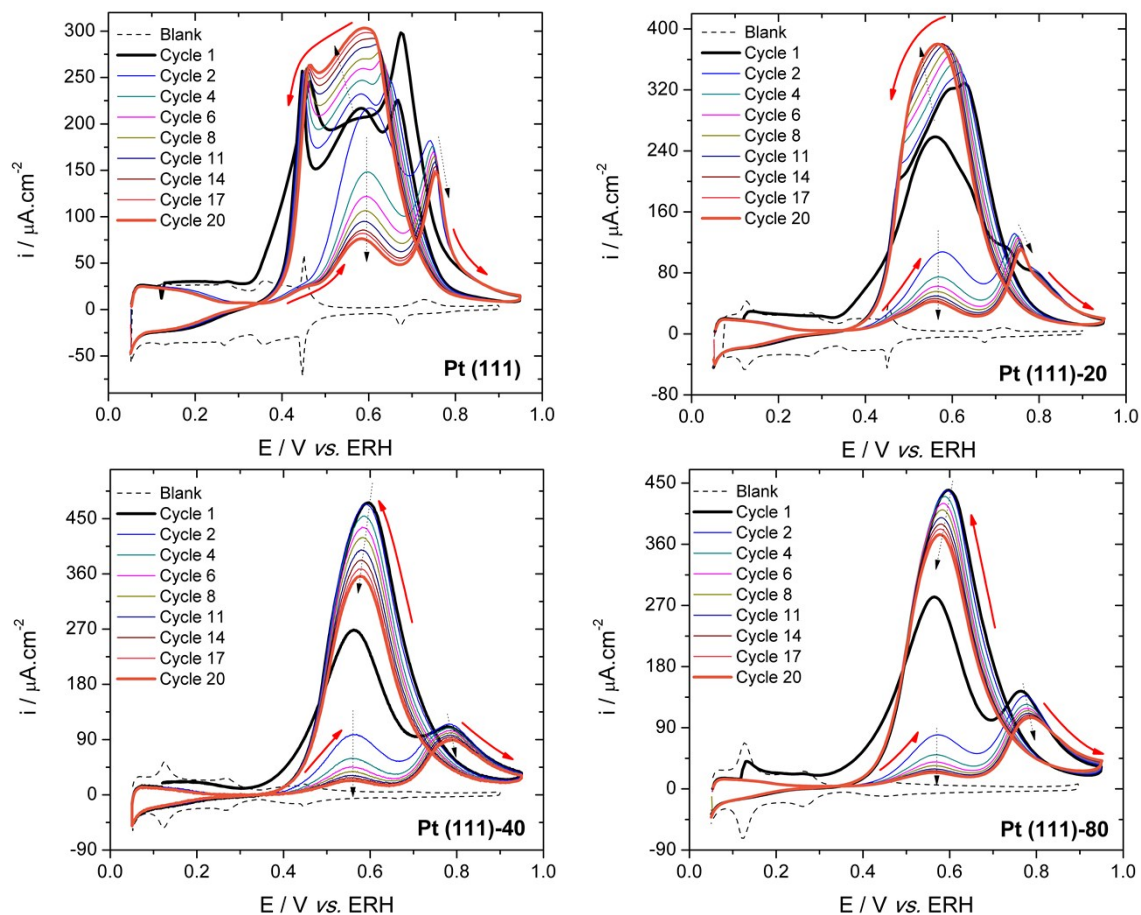 300
250
200
150
100
50
0
-50
i / μA.cm-2
Blank
Cycle 1
Cycle 2
Cycle 4
Cycle 6
Cycle 8
Cycle 11
Cycle 14
Cycle 17
Cycle 20
Pt (111)
0.0 0.2 0.4 0.6 0.8 1.0
E / V vs. ERH
400
320
240
160
80
0
-80
i / μA.cm-2
Blank
Cycle 1
Cycle 2
Cycle 4
Cycle 6
Cycle 8
Cycle 11
Cycle 14
Cycle 17
Cycle 20
Pt (111)-20
0.0 0.2 0.4 0.6 0.8 1.0
E / V vs. ERH
450
360
270
180
90
0
-90
i / μA.cm-2
Blank
Cycle 1
Cycle 2
Cycle 4
Cycle 6
Cycle 8
Cycle 11
Cycle 14
Cycle 17
Cycle 20
Pt (111)-40
0.0 0.2 0.4 0.6 0.8 1.0
E / V vs. ERH
450
360
270
180
90
0
-90
i / μA.cm-2
Blank
Cycle 1
Cycle 2
Cycle 4
Cycle 6
Cycle 8
Cycle 11
Cycle 14
Cycle 17
Cycle 20
Pt (111)-80
0.0 0.2 0.4 0.6 0.8 1.0
E / V vs. ERH